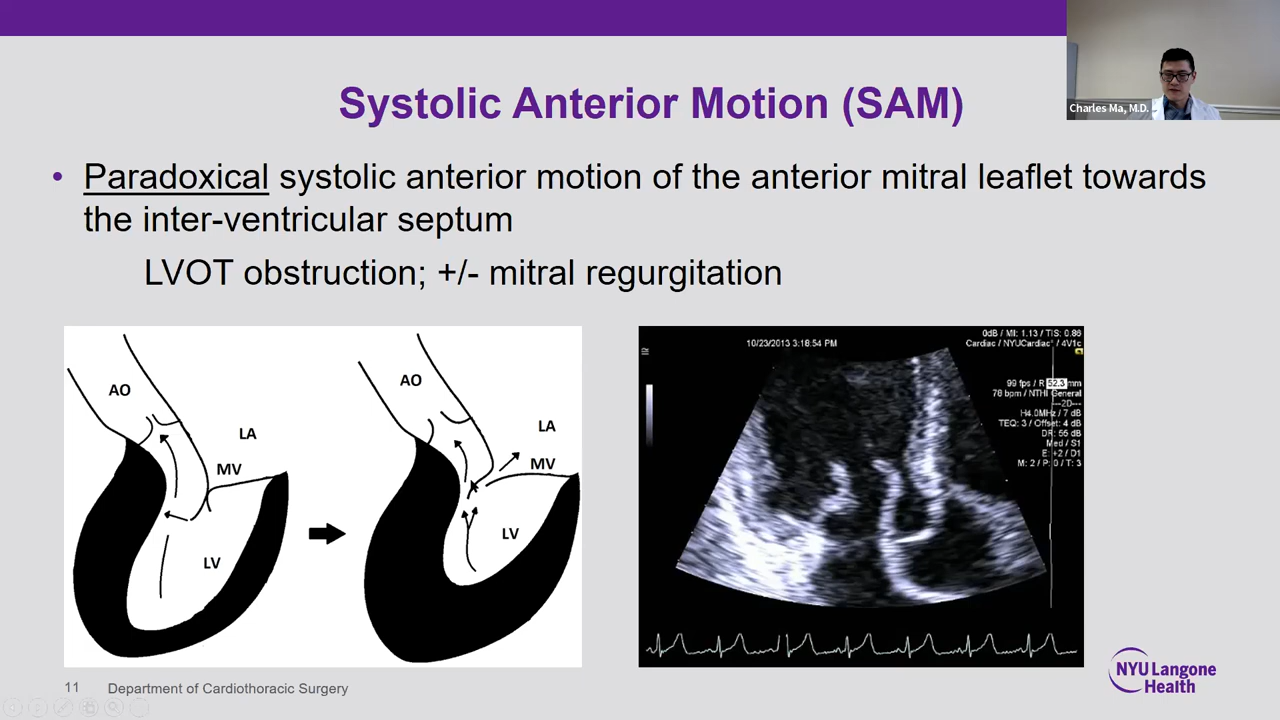 Charles Ma, M.D.
Systolic Anterior Motion (SAM)
• Paradoxical systolic anterior motion of the anterior mitral leaflet towards
the inter-ventricular septum
LVOT obstruction; +/- mitral regurgitation
AO
LA
MV
LV
AO
LA
MV
LV
10/23/2013 3:18:54 PM
0dB / MI: 1.13 / TIS: 0.86
Cardiac / NYUCardiac / 4V1c
99 fps / R 52.3 mm
76 bpm / NTHI General
---2D---
H4.0MHz / 7 dB
TEQ: 3 / Offset: 4 dB
DR: 55 dB
Med / S1
E: +2 / D1
M: 2 / P: 0 / T: 3
11
Department of Cardiothoracic Surgery
NYU Langone
Health